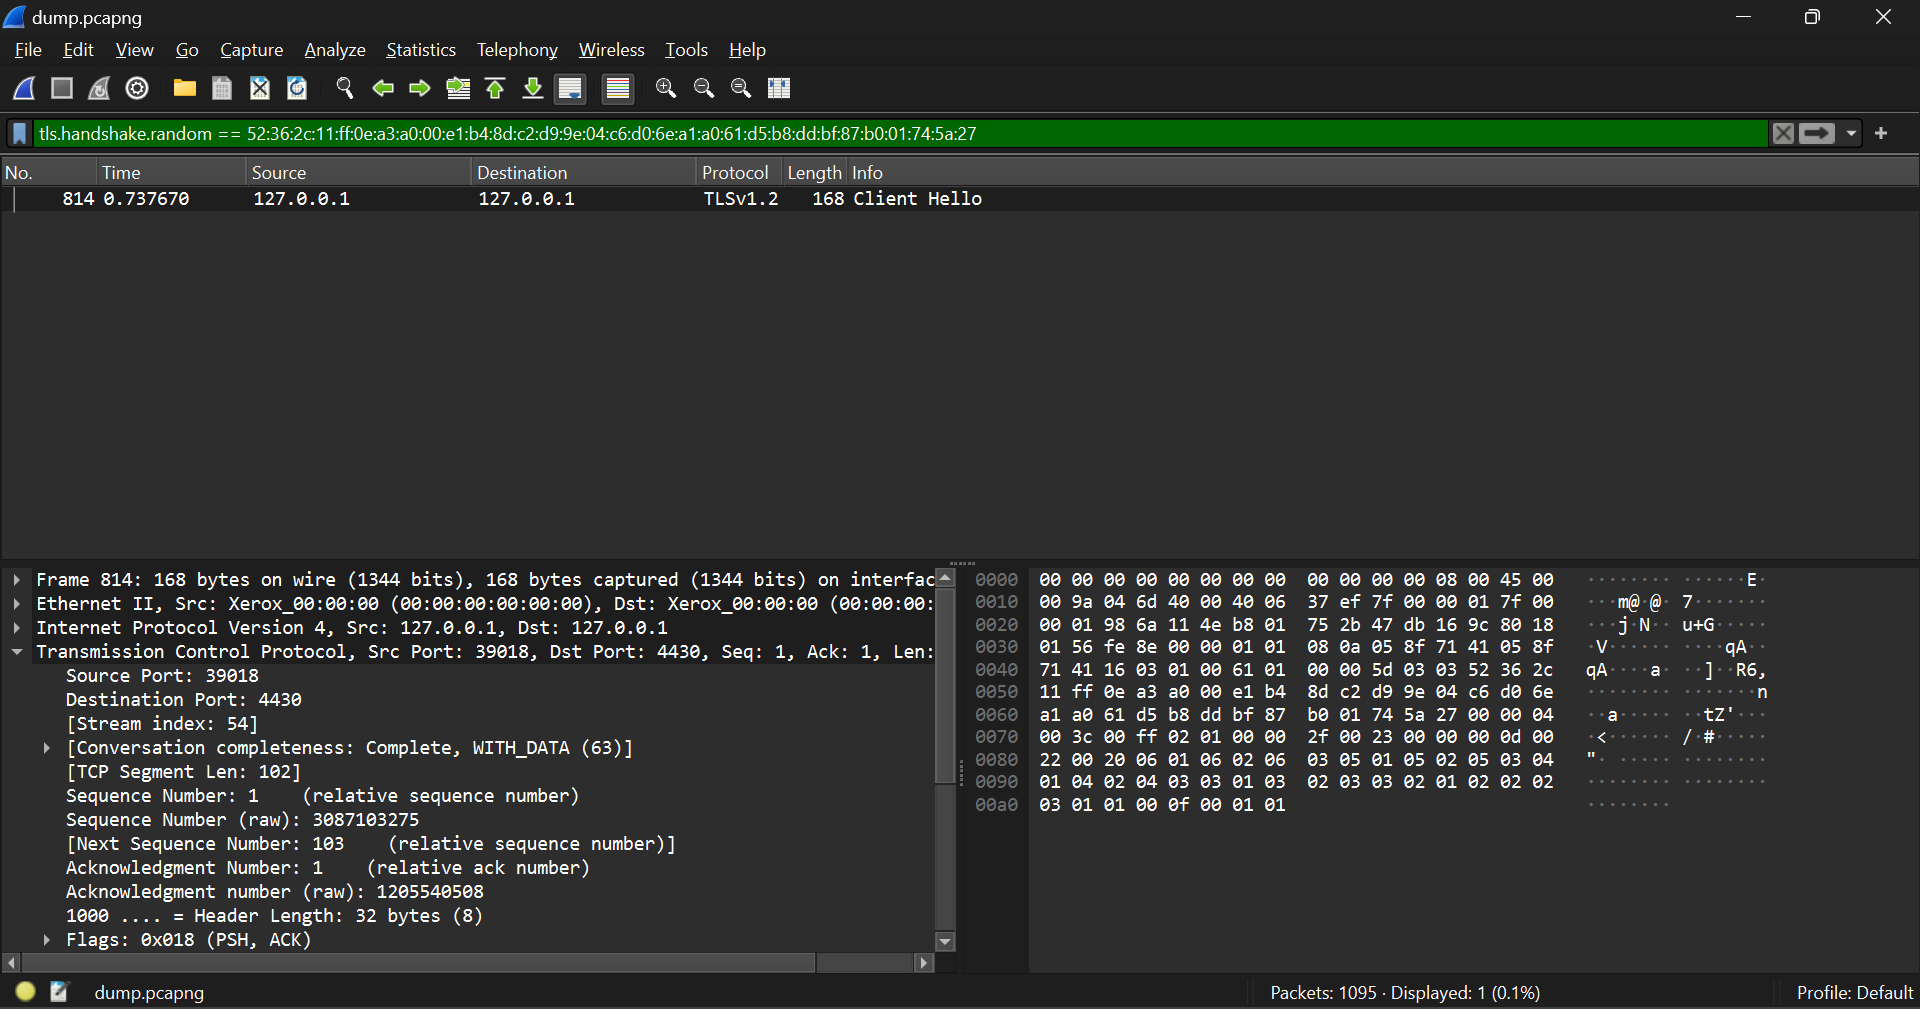 dump.pcapng
File Edit View Go Capture Analyze Statistics Telephony Wireless Tools Help
tls.handshake.random == 52:36:2c:11:ff:0e:a3:a0:00:e1:b4:8d:c2:d9:9e:04:c6:d0:6e:a1:a0:61:d5:b8:dd:bf:87:b0:01:74:5a:27
No. Time Source Destination Protocol Length Info
814 0.737670 127.0.0.1 127.0.0.1 TLSv1.2 168 Client Hello
Frame 814: 168 bytes on wire (1344 bits), 168 bytes captured (1344 bits) on interfac
Ethernet II, Src: Xerox_00:00:00 (00:00:00:00:00:00), Dst: Xerox_00:00:00 (00:00:00:
Internet Protocol Version 4, Src: 127.0.0.1, Dst: 127.0.0.1
Transmission Control Protocol, Src Port: 39018, Dst Port: 4430, Seq: 1, Ack: 1, Len:
Source Port: 39018
Destination Port: 4430
[Stream index: 54]
[Conversation completeness: Complete, WITH_DATA (63)]
[TCP Segment Len: 102]
Sequence Number: 1 (relative sequence number)
Sequence Number (raw): 3087103275
[Next Sequence Number: 103 (relative sequence number)]
Acknowledgment Number: 1 (relative ack number)
Acknowledgment number (raw): 1205540508
1000 .... = Header Length: 32 bytes (8)
Flags: 0x018 (PSH, ACK)
0000 00 00 00 00 00 00 00 00 00 00 00 00 08 00 45 00 ········ ······E·
0010 00 9a 04 6d 40 00 40 06 37 ef 7f 00 00 01 7f 00 ···m@·@· 7·······
0020 00 01 98 6a 11 4e b8 01 75 2b 47 db 16 9c 80 18 ···j·N·· u+G·····
0030 01 56 fe 8e 00 00 01 01 08 0a 05 8f 71 41 05 8f ·V······ ····qA··
0040 71 41 16 03 01 00 61 01 00 00 5d 03 03 52 36 2c qA····a· ··]··R6,
0050 11 ff 0e a3 a0 00 e1 b4 8d c2 d9 9e 04 c6 d0 6e ········ ·······n
0060 a1 a0 61 d5 b8 dd bf 87 b0 01 74 5a 27 00 00 04 ··a····· ··tZ'···
0070 00 3c 00 ff 02 01 00 00 2f 00 23 00 00 00 0d 00 ·<······ /·#·····
0080 22 00 20 06 01 06 02 06 03 05 01 05 02 05 03 04 "· ····· ········
0090 01 04 02 04 03 03 01 03 02 03 03 02 01 02 02 02 ········ ········
00a0 03 01 01 00 0f 00 01 01 ········
dump.pcapng
Packets: 1095 · Displayed: 1 (0.1%)
Profile: Default